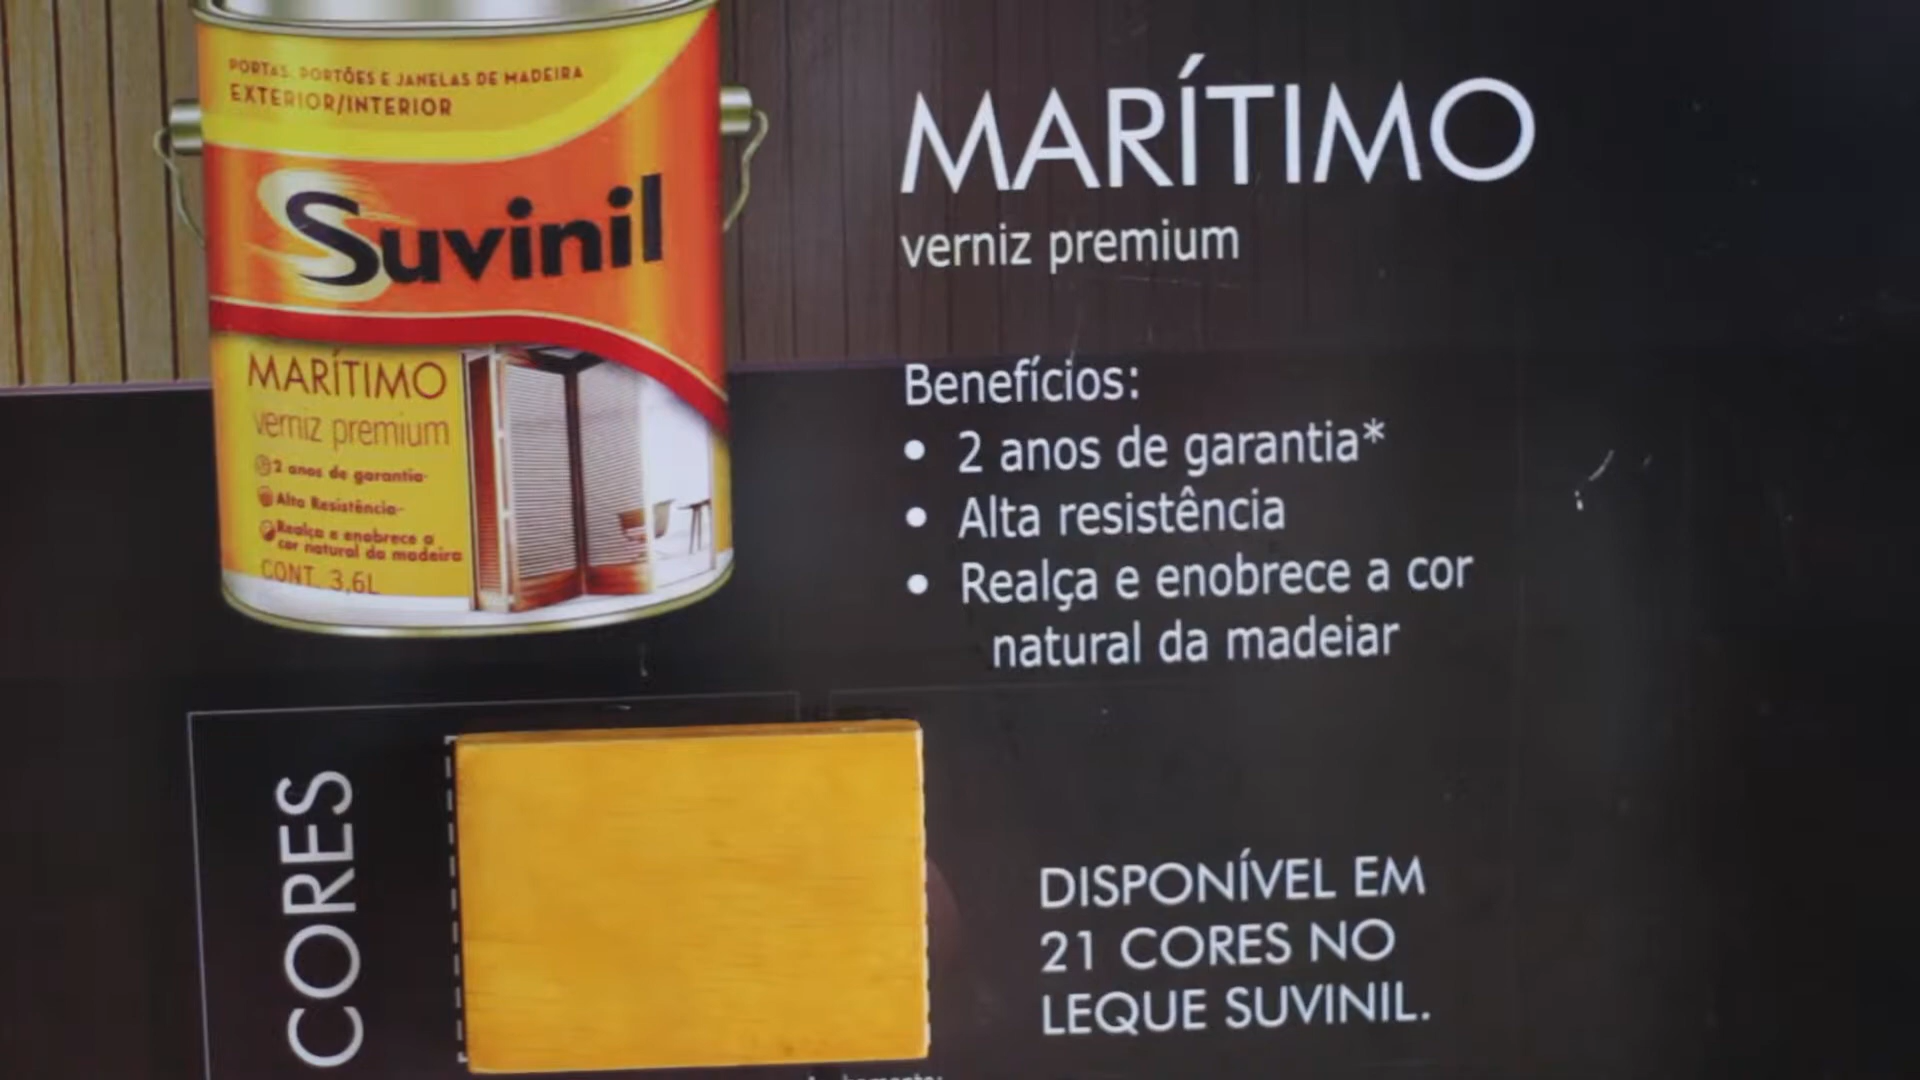 PORTAS, PORTÕES E JANELAS DE MADEIRA
EXTERIOR/INTERIOR
Suvinil
MARÍTIMO
verniz premium
2 anos de garantia-
Alta Resistência-
Realça e enobrece a
cor natural da madeira
CONT. 3,6L
MARÍTIMO
verniz premium
Benefícios:
• 2 anos de garantia*
• Alta resistência
• Realça e enobrece a cor
natural da madeiar
CORES
DISPONÍVEL EM
21 CORES NO
LEQUE SUVINIL.